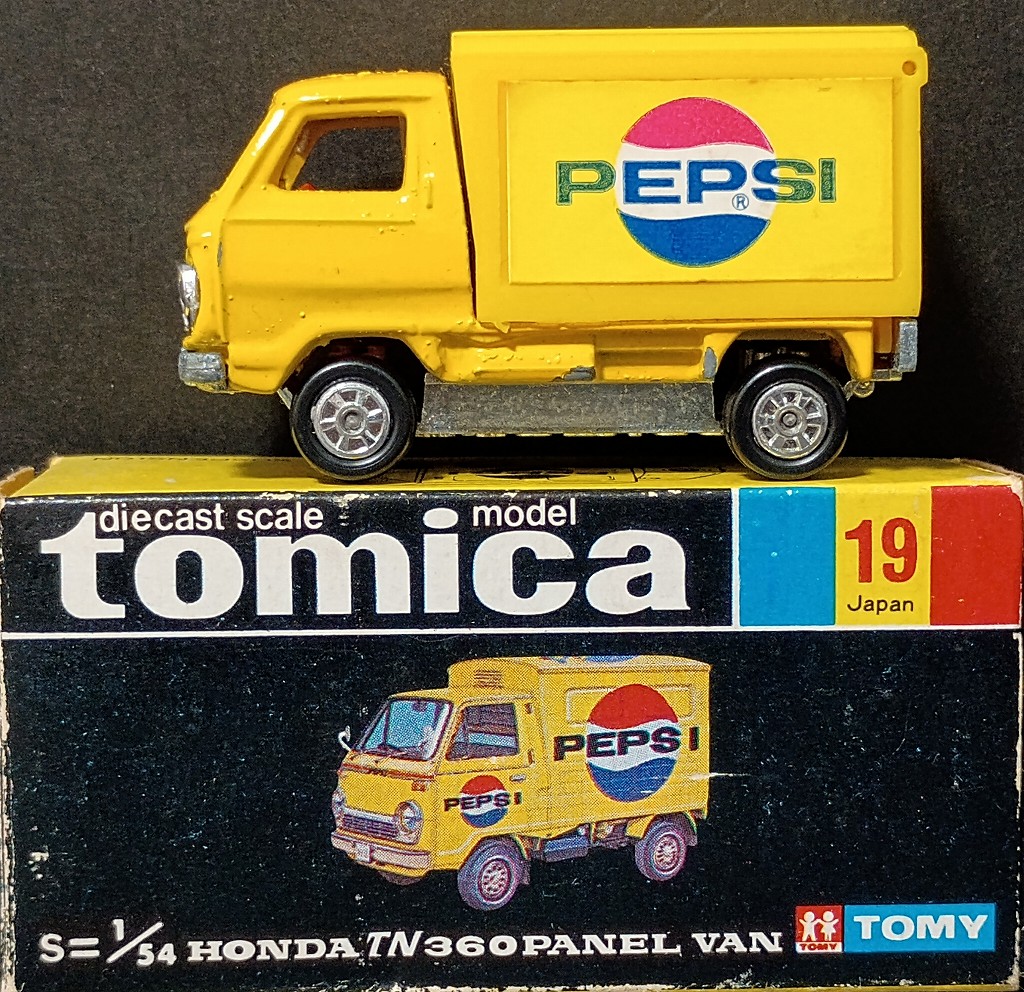 PEPSI
®
diecast scale model
tomica
19
Japan
PEPSI
PEPSI
S=1/54 HONDA TN360 PANEL VAN
TOMY
TOMY